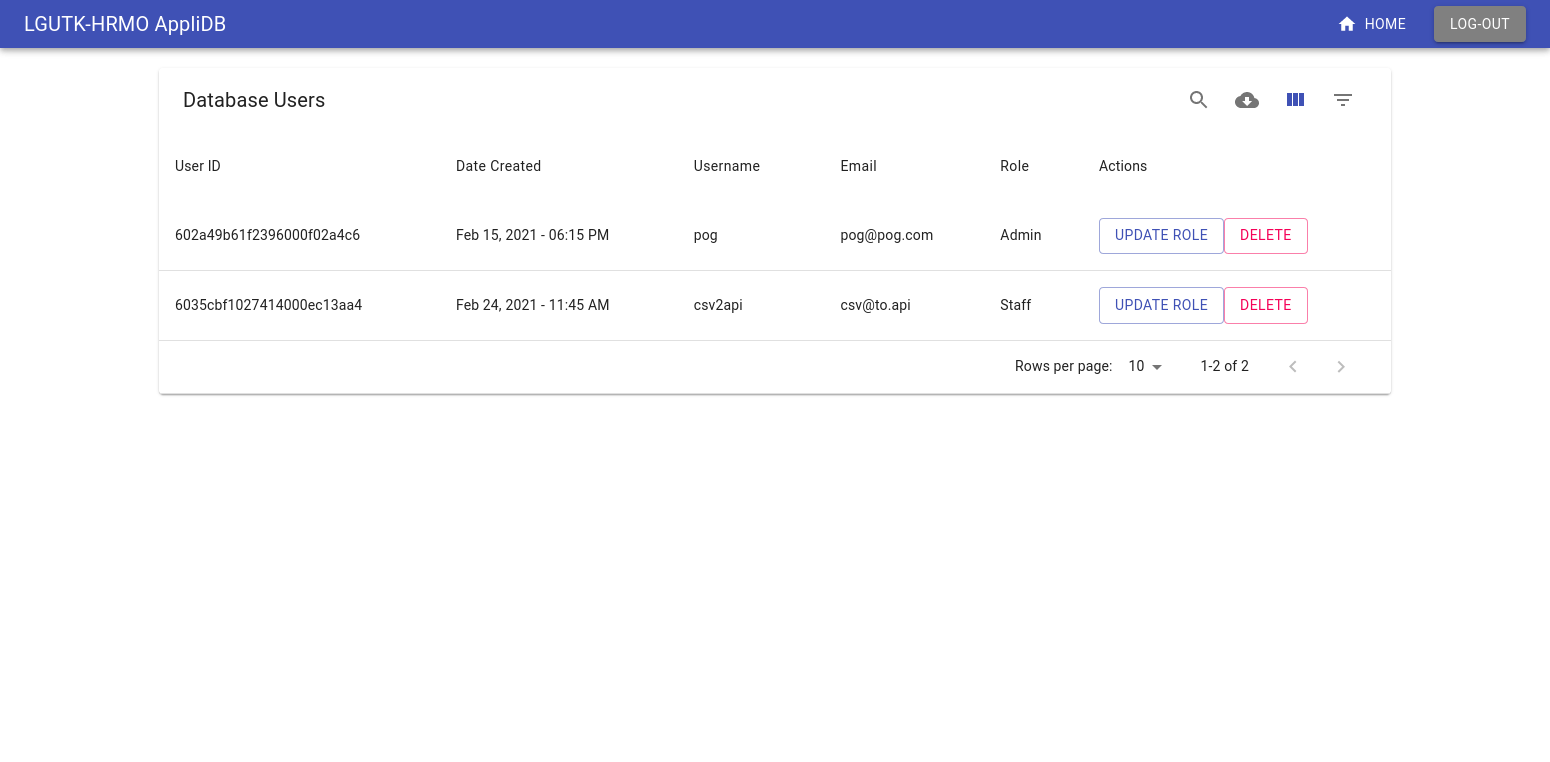 LGUTK-HRMO AppliDB HOME LOG-OUT
Database Users
User ID Date Created Username Email Role Actions
602a49b61f2396000f02a4c6 Feb 15, 2021 - 06:15 PM pog pog@pog.com Admin UPDATE ROLE DELETE
6035cbf1027414000ec13aa4 Feb 24, 2021 - 11:45 AM csv2api csv@to.api Staff UPDATE ROLE DELETE
Rows per page: 10 1-2 of 2